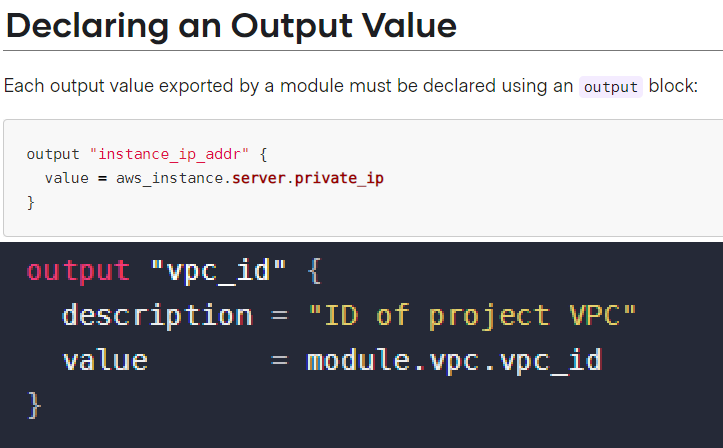 Declaring an Output Value
Each output value exported by a module must be declared using an output block:
output "instance_ip_addr" {
  value = aws_instance.server.private_ip
}
output "vpc_id" {
  description = "ID of project VPC"
  value       = module.vpc.vpc_id
}